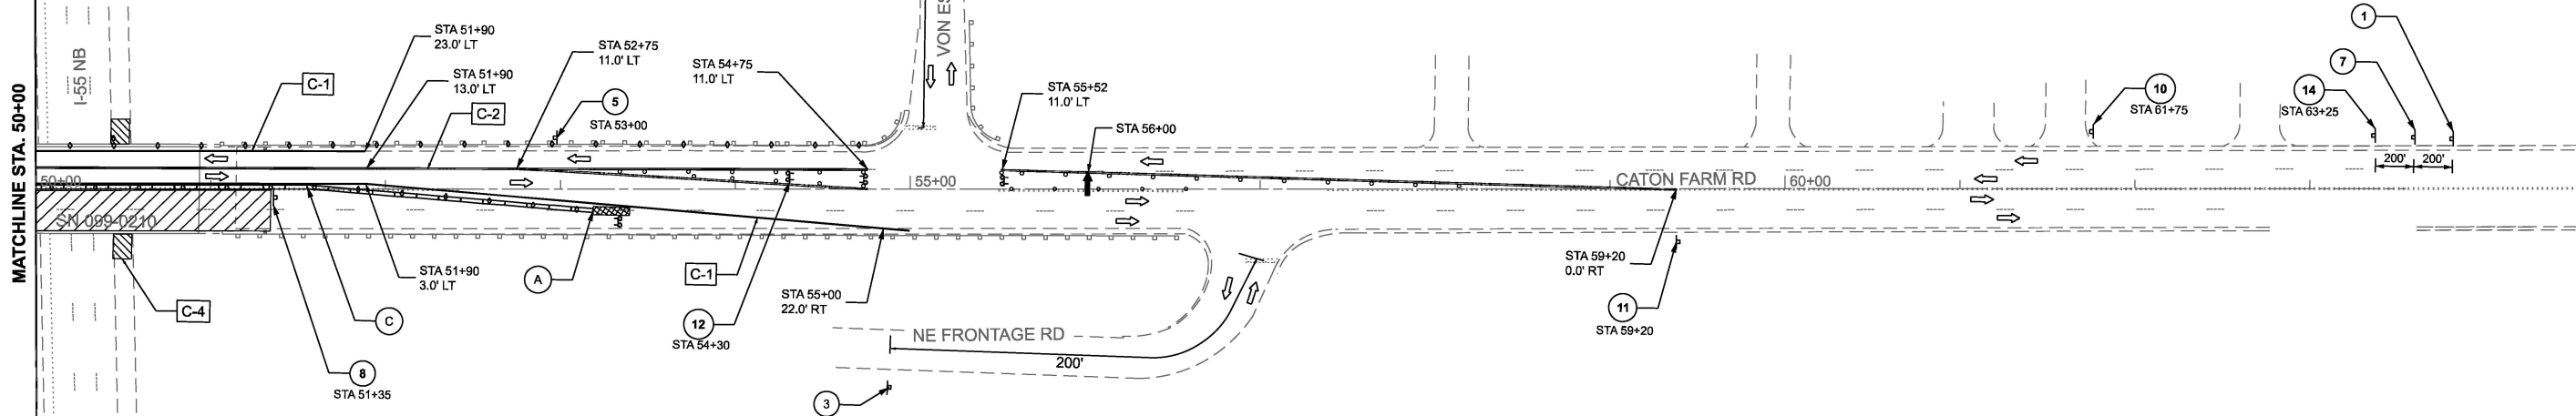 MATCHLINE STA. 50+00
I-55 NB
C-1
STA 51+90
23.0' LT
STA 51+90
13.0' LT
C-2
STA 52+75
11.0' LT
5
STA 53+00
STA 54+75
11.0' LT
VON ES
STA 55+52
11.0' LT
STA 56+00
1
7
14
STA 63+25
10
STA 61+75
200'
200'
50+00
55+00
CATON FARM RD
60+00
SN 099-0210
C-4
STA 51+90
3.0' LT
C
8
STA 51+35
A
C-1
12
STA 54+30
STA 55+00
22.0' RT
NE FRONTAGE RD
200'
3
STA 59+20
0.0' RT
11
STA 59+20